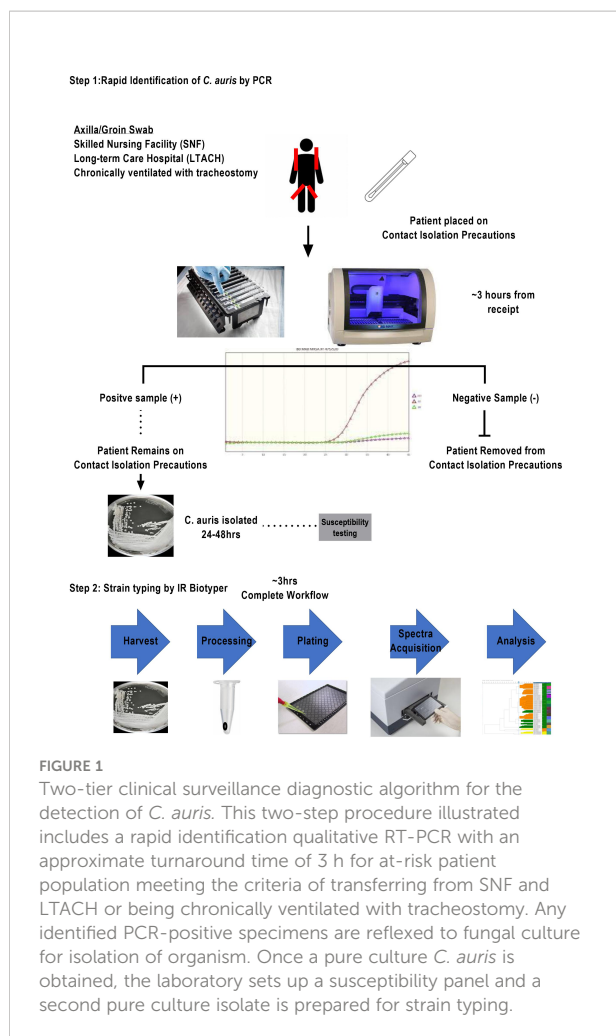 Step 1:Rapid Identification of C. auris by PCR
Axilla/Groin Swab
Skilled Nursing Facility (SNF)
Long-term Care Hospital (LTACH)
Chronically ventilated with tracheostomy
Patient placed on
Contact Isolation Precautions
~3 hours from
receipt
Positve sample (+)
Negative Sample (-)
Patient Remains on
Contact Isolation Precautions
Patient Removed from
Contact Isolation Precautions
C. auris isolated
24-48hrs
Susceptibility
testing
Step 2: Strain typing by IR Biotyper
~3hrs
Complete Workflow
Harvest
Processing
Plating
Spectra
Acquisition
Analysis
FIGURE 1
Two-tier clinical surveillance diagnostic algorithm for the
detection of C. auris. This two-step procedure illustrated
includes a rapid identification qualitative RT-PCR with an
approximate turnaround time of 3 h for at-risk patient
population meeting the criteria of transferring from SNF and
LTACH or being chronically ventilated with tracheostomy. Any
identified PCR-positive specimens are reflexed to fungal culture
for isolation of organism. Once a pure culture C. auris is
obtained, the laboratory sets up a susceptibility panel and a
second pure culture isolate is prepared for strain typing.